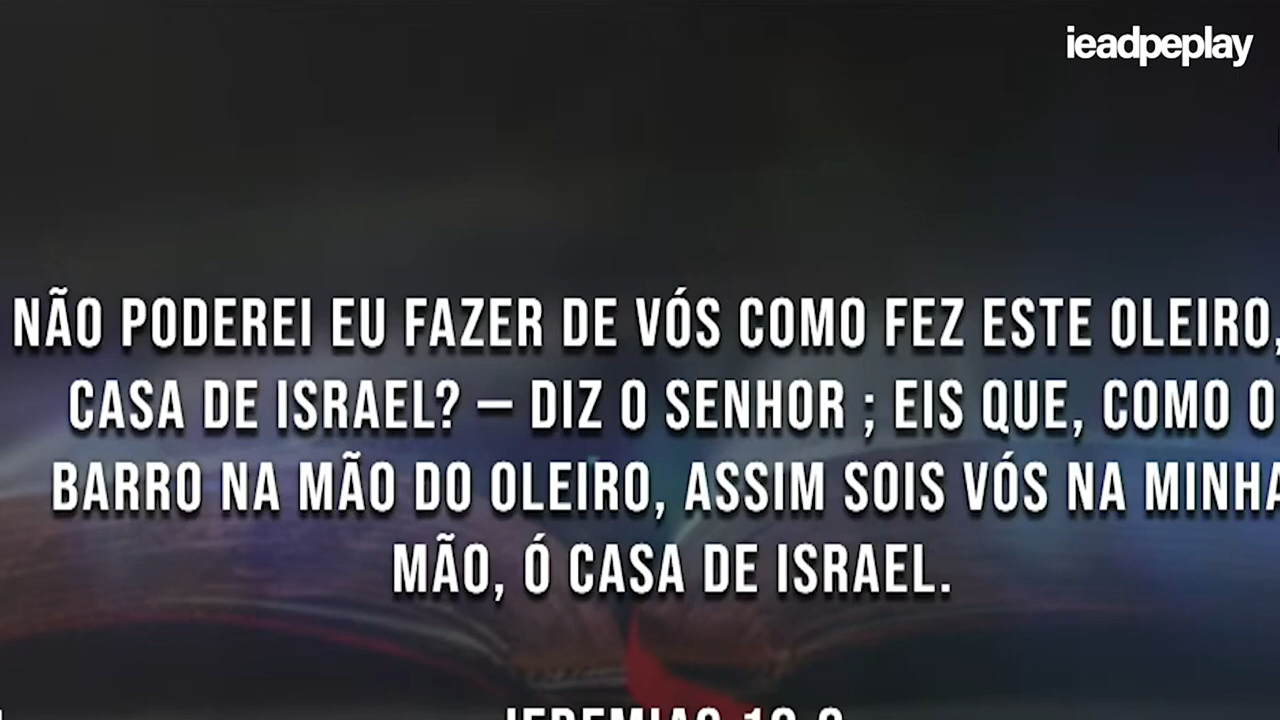 ieadpeplay
NÃO PODEREI EU FAZER DE VÓS COMO FEZ ESTE OLEIRO,
CASA DE ISRAEL? – DIZ O SENHOR ; EIS QUE, COMO O
BARRO NA MÃO DO OLEIRO, ASSIM SOIS VÓS NA MINHA
MÃO, Ó CASA DE ISRAEL.
JEREMIAS